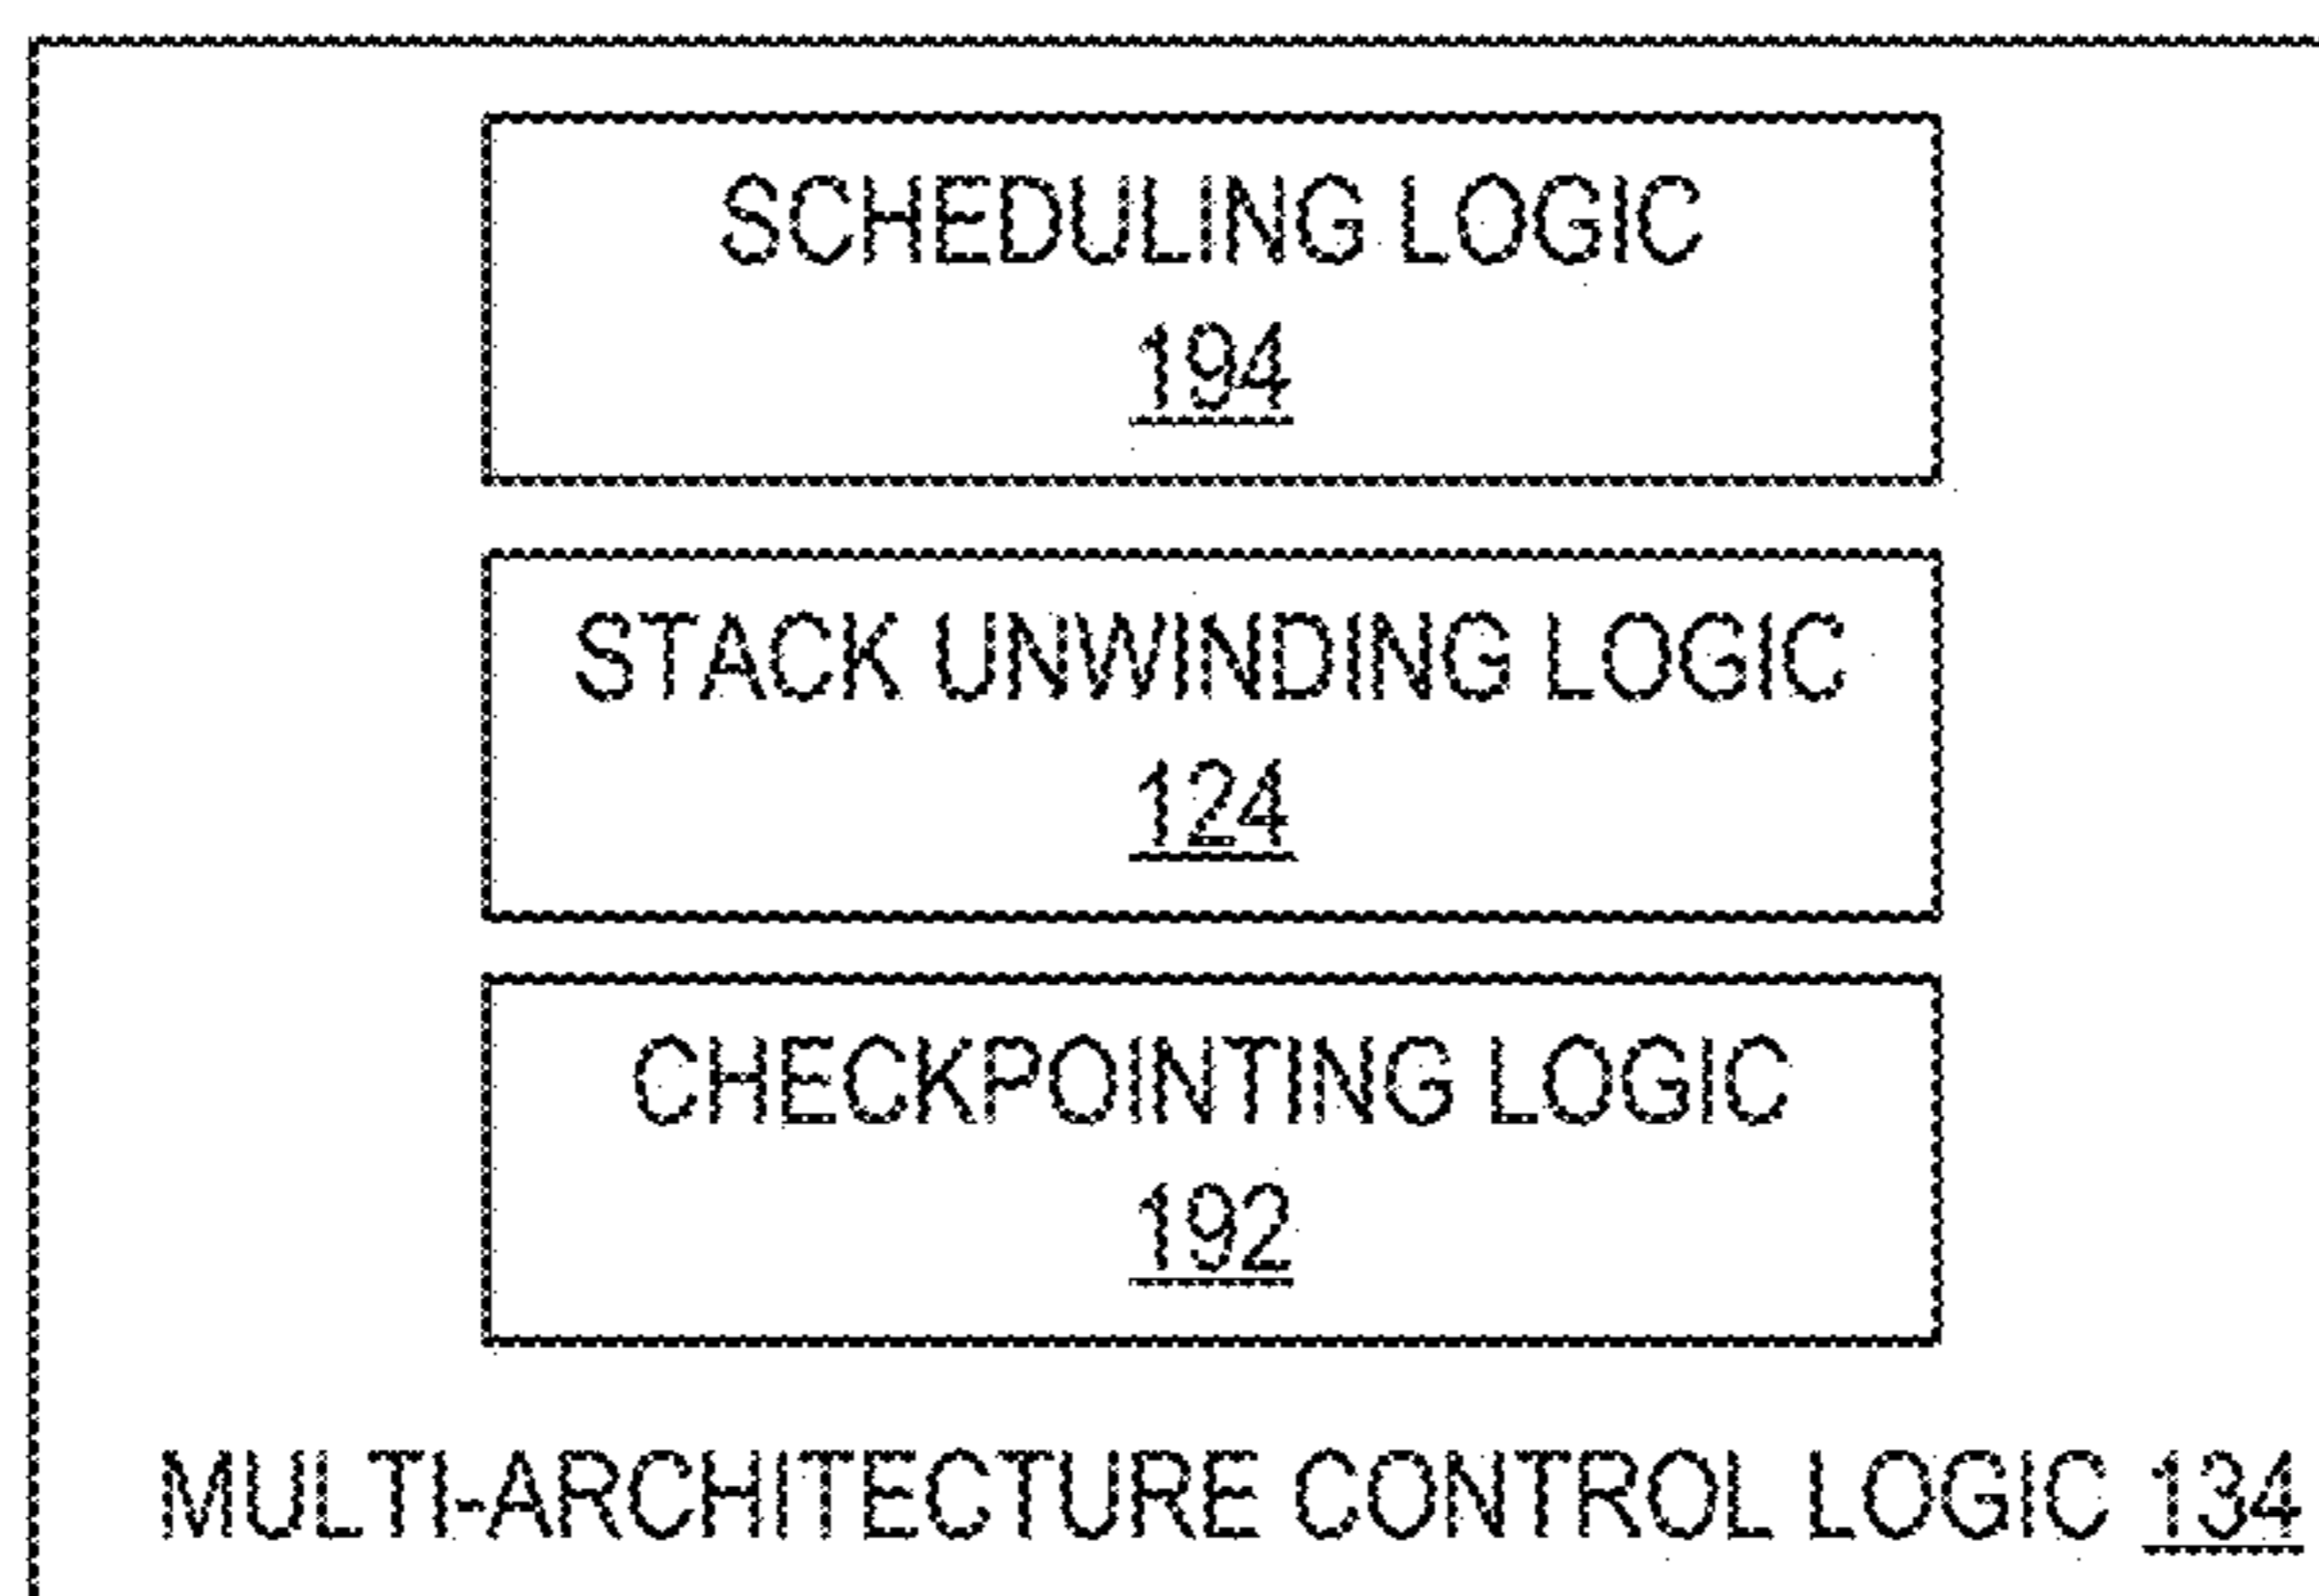 SCHEDULING LOGIC
194
STACK UNWINDING LOGIC
124
CHECKPOINTING LOGIC
192
MULTI-ARCHITECTURE CONTROL LOGIC 134